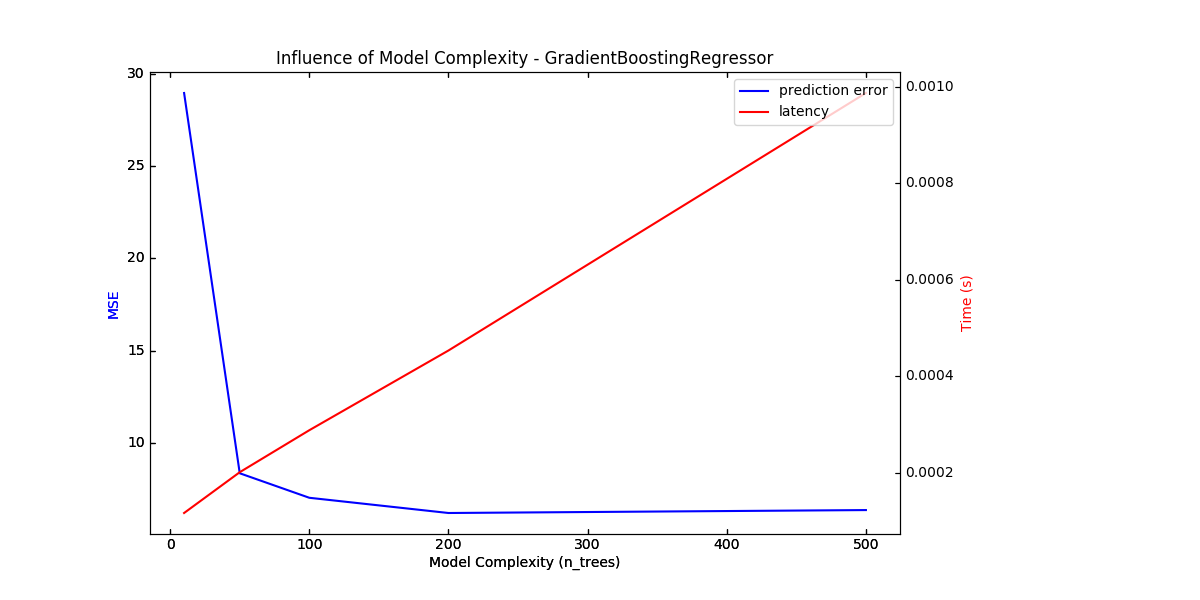 Influence of Model Complexity - GradientBoostingRegressor
prediction error
latency
30
25
20
15
10
MSE
0.0010
0.0008
0.0006
0.0004
0.0002
Time (s)
0 100 200 300 400 500
Model Complexity (n_trees)